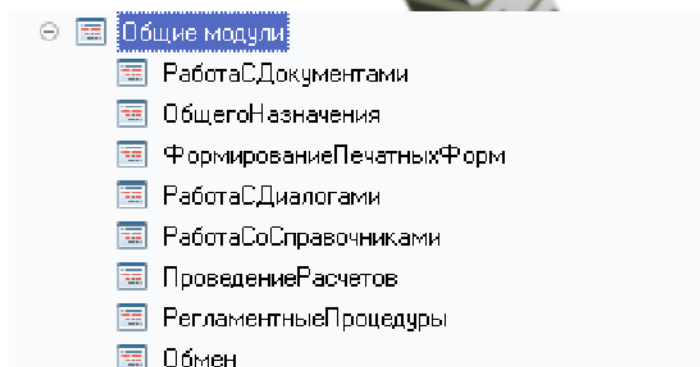 Общие модули
РаботаСДокументами
ОбщегоНазначения
ФормированиеПечатныхФорм
РаботаСДиалогами
РаботаСоСправочниками
ПроведениеРасчетов
РегламентныеПроцедуры
Обмен